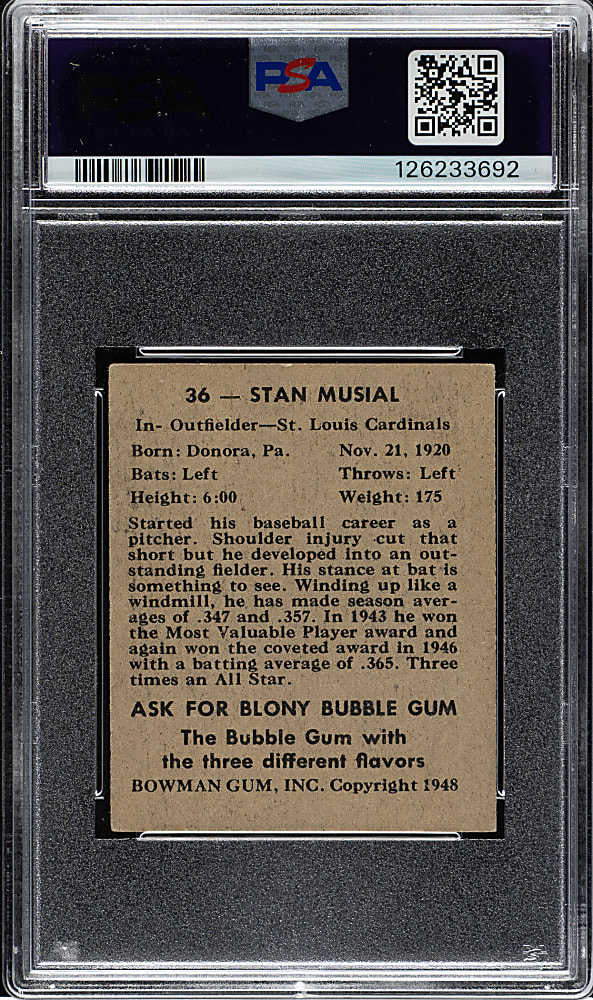 PSA
126233692
36 — STAN MUSIAL
In- Outfielder—St. Louis Cardinals
Born: Donora, Pa. Nov. 21, 1920
Bats: Left Throws: Left
Height: 6:00 Weight: 175
Started his baseball career as a
pitcher. Shoulder injury cut that
short but he developed into an out-
standing fielder. His stance at bat is
something to see. Winding up like a
windmill, he has made season aver-
ages of .347 and .357. In 1943 he won
the Most Valuable Player award and
again won the coveted award in 1946
with a batting average of .365. Three
times an All Star.
ASK FOR BLONY BUBBLE GUM
The Bubble Gum with
the three different flavors
BOWMAN GUM, INC. Copyright 1948